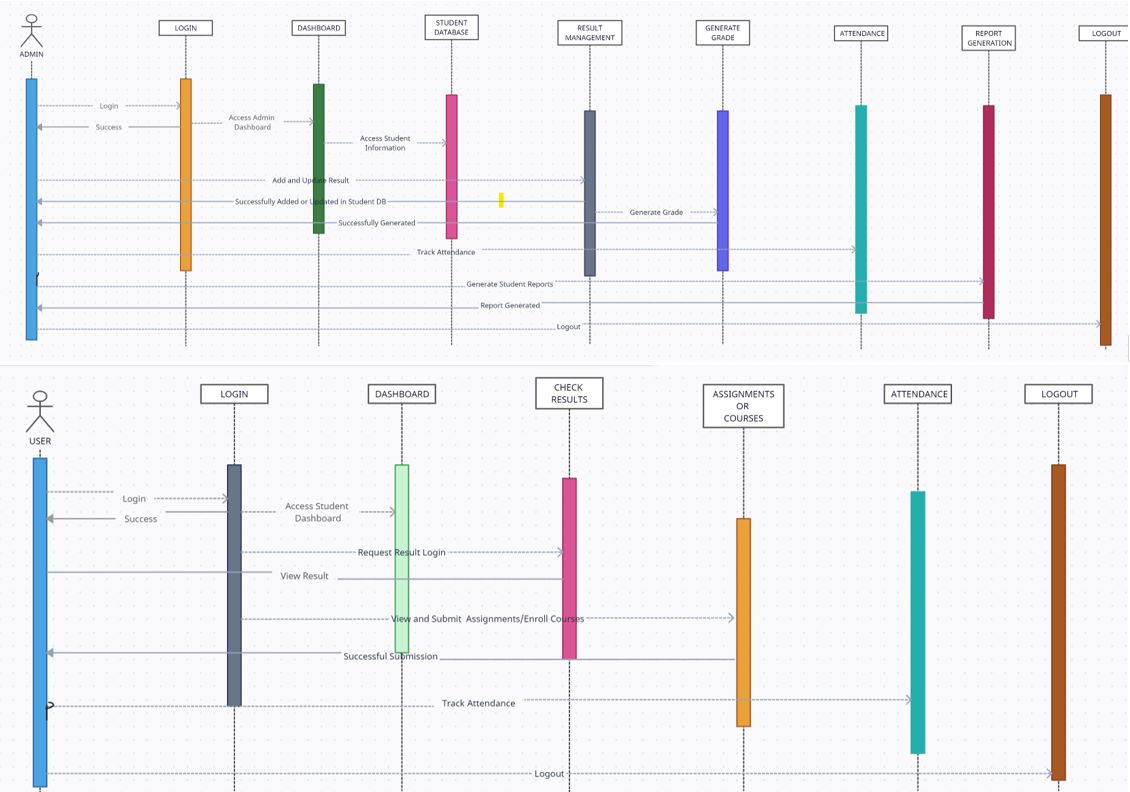 ADMIN
LOGIN
DASHBOARD
STUDENT
DATABASE
RESULT
MANAGEMENT
GENERATE
GRADE
ATTENDANCE
REPORT
GENERATION
LOGOUT
Login
Success
Access Admin
Dashboard
Access Student
Information
Add and Update Result
Successfully Added or Updated in Student DB
Generate Grade
Successfully Generated
Track Attendance
Generate Student Reports
Report Generated
Logout
USER
LOGIN
DASHBOARD
CHECK
RESULTS
ASSIGNMENTS
OR
COURSES
ATTENDANCE
LOGOUT
Login
Success
Access Student
Dashboard
Request Result Login
View Result
View and Submit Assignments/Enroll Courses
Successful Submission
Track Attendance
Logout